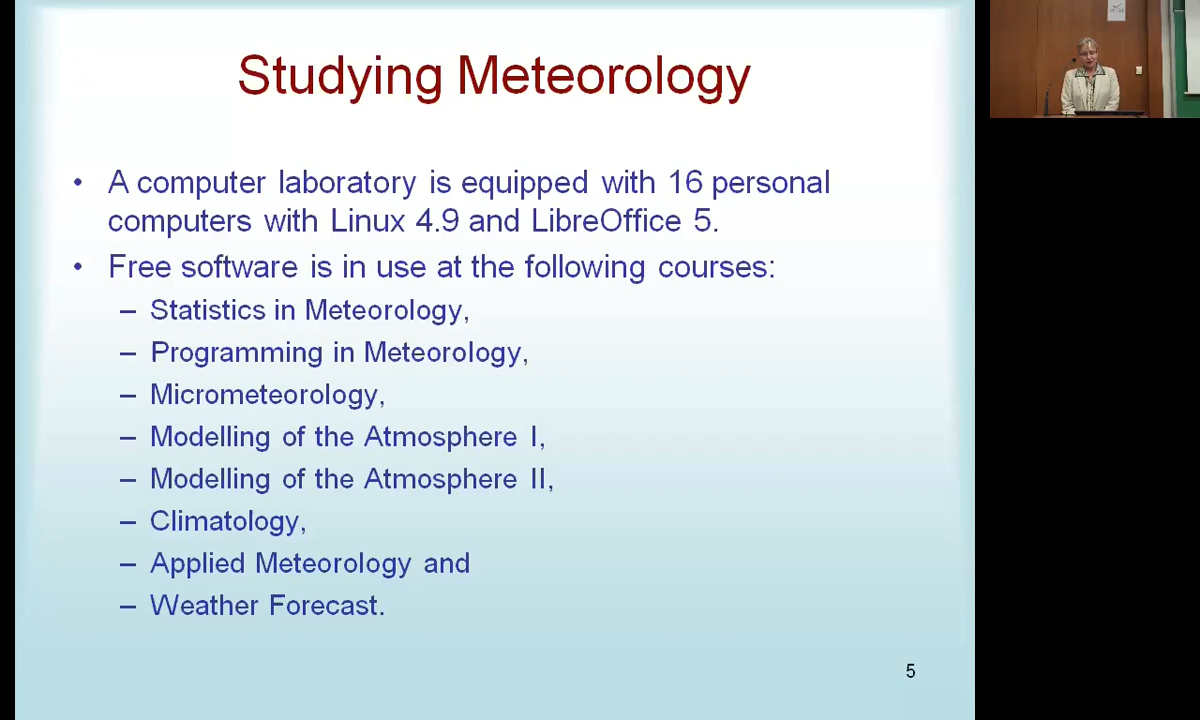 Studying Meteorology
• A computer laboratory is equipped with 16 personal
computers with Linux 4.9 and LibreOffice 5.
• Free software is in use at the following courses:
– Statistics in Meteorology,
– Programming in Meteorology,
– Micrometeorology,
– Modelling of the Atmosphere I,
– Modelling of the Atmosphere II,
– Climatology,
– Applied Meteorology and
– Weather Forecast.
5